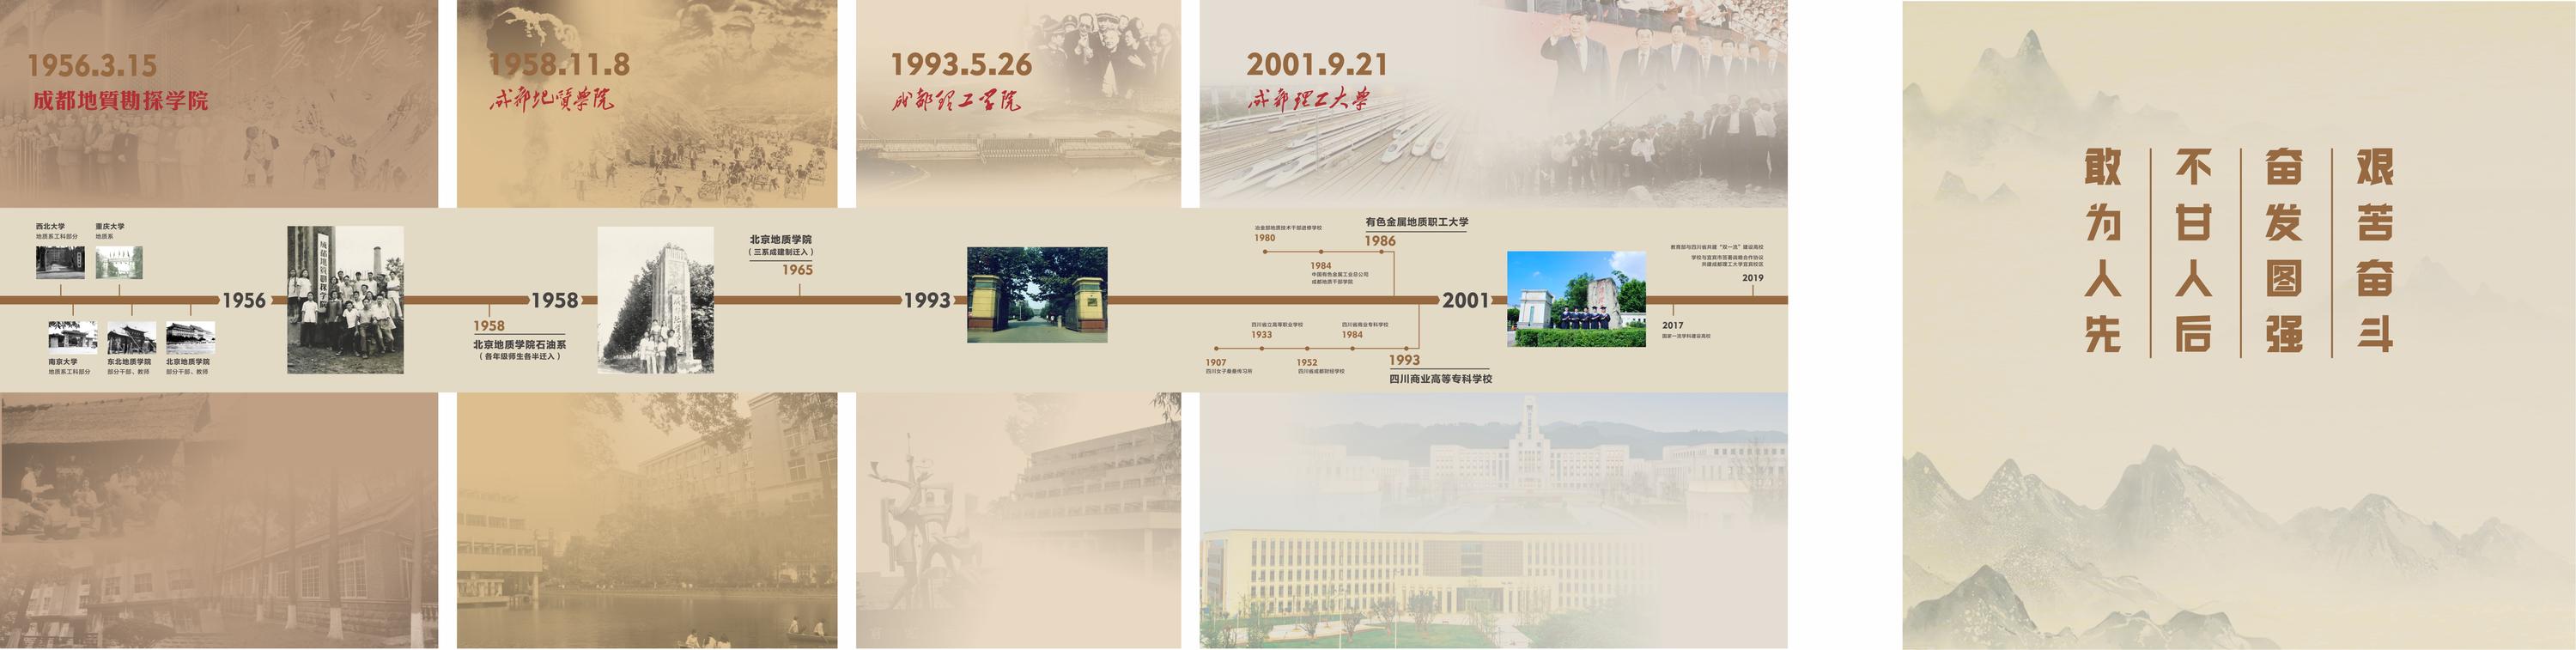 1956.3.15
成都地質勘探学院
1958.11.8
成都地質学院
1993.5.26
成都理工学院
2001.9.21
成都理工大学
西北大学
地质系工科部分
重庆大学
地质系
南京大学
地质系工科部分
东北地质学院
部分干部、教师
北京地质学院
部分干部、教师
1956
成都地質勘探学院
1958
北京地质学院石油系
（各年级师生各半迁入）
1958
北京地质学院
（三系成建制迁入）
1965
1993
冶金部地质技术干部进修学校
1980
1984
中国有色金属工业总公司
成都地质干部学院
有色金属地质职工大学
1986
1907
四川女子蚕桑传习所
四川省立高等职业学校
1933
1952
四川省成都财经学校
四川省商业专科学校
1984
1993
四川商业高等专科学校
2001
2017
国家一流学科建设高校
教育部与四川省共建“双一流”建设高校
学校与宜宾市签署战略合作协议
共建成都理工大学宜宾校区
2019
艰苦奋斗
奋发图强
不甘人后
敢为人先